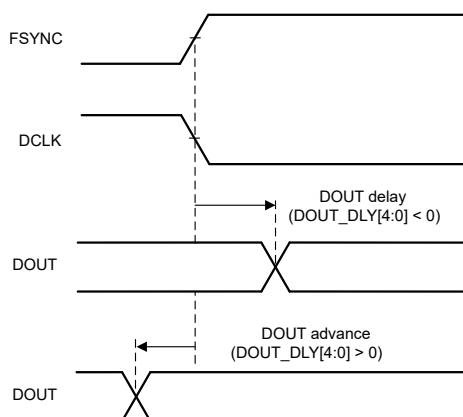 FSYNC
DCLK
DOUT delay
(DOUT_DLY[4:0] < 0)
DOUT
DOUT advance
(DOUT_DLY[4:0] > 0)
DOUT